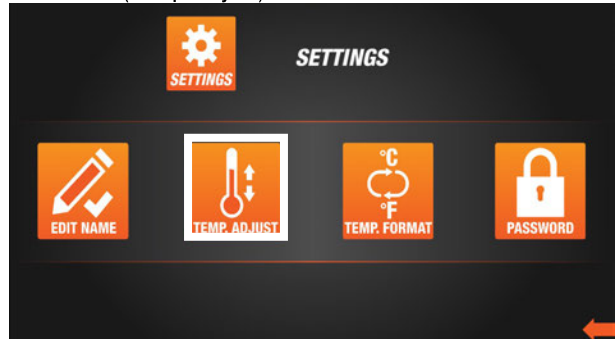 SETTINGS
SETTINGS
EDIT NAME
TEMP. ADJUST
°C
°F
TEMP. FORMAT
PASSWORD